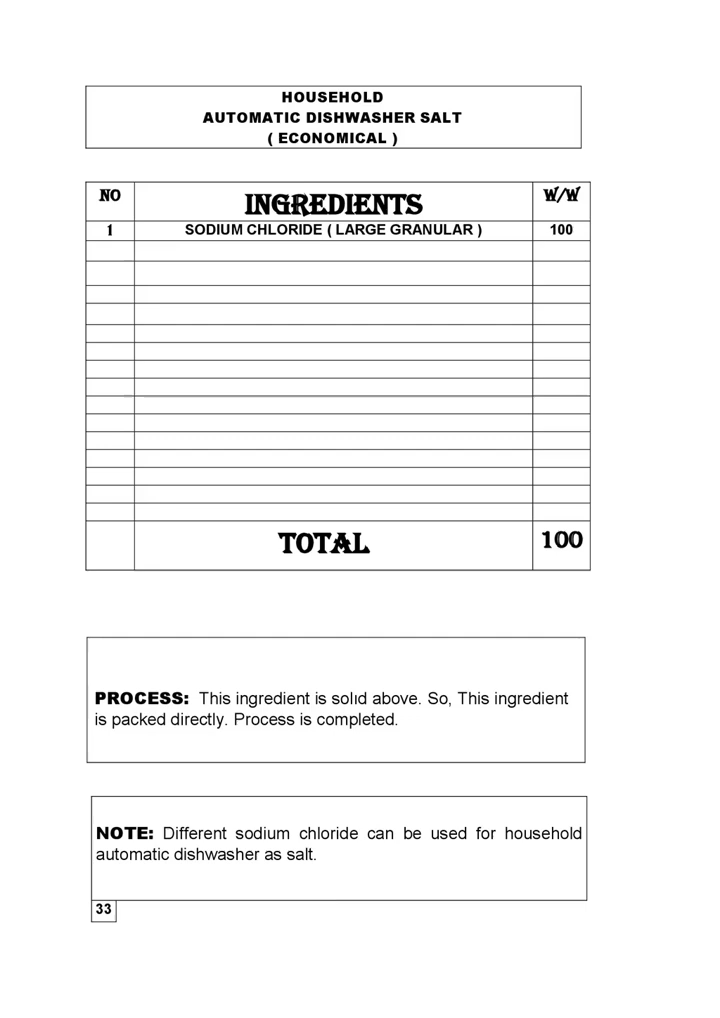 HOUSEHOLD
AUTOMATIC DISHWASHER SALT
( ECONOMICAL )
NO INGREDIENTS W/W
1 SODIUM CHLORIDE ( LARGE GRANULAR ) 100
TOTAL 100
PROCESS: This ingredient is solıd above. So, This ingredient
is packed directly. Process is completed.
NOTE: Different sodium chloride can be used for household
automatic dishwasher as salt.
33